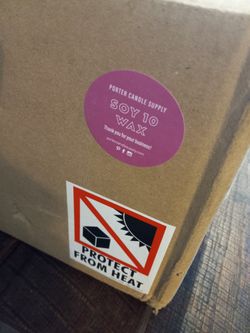 PORTER CANDLE SUPPLY
SOY 10
WAX
Thank you for your business!
PROTECT
FROM HEAT